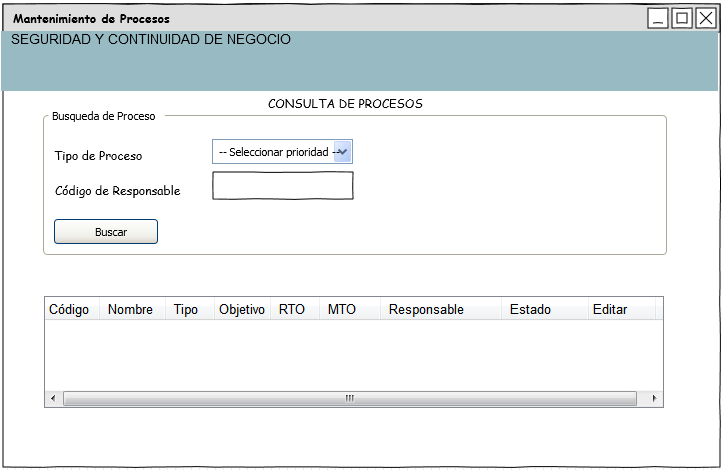 Mantenimiento de Procesos
SEGURIDAD Y CONTINUIDAD DE NEGOCIO
CONSULTA DE PROCESOS
Busqueda de Proceso
Tipo de Proceso
-- Seleccionar prioridad --
Código de Responsable
Buscar
Código Nombre Tipo Objetivo RTO MTO Responsable Estado Editar